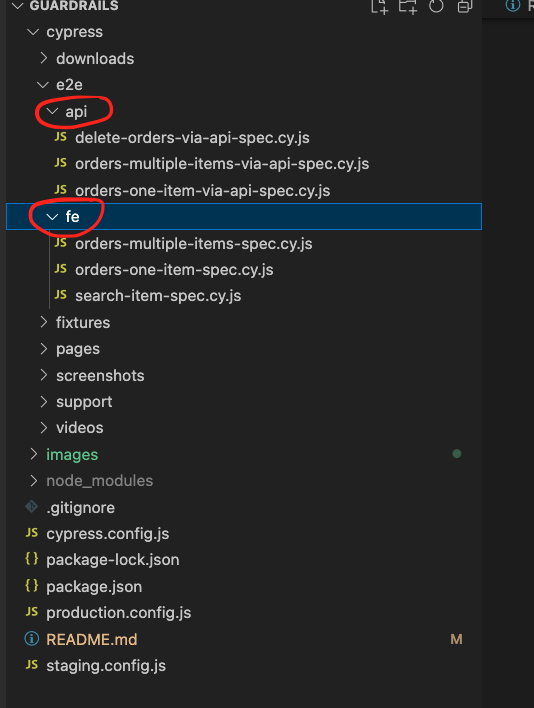 GUARDRAILS
cypress
downloads
e2e
api
JS delete-orders-via-api-spec.cy.js
JS orders-multiple-items-via-api-spec.cy.js
JS orders-one-item-via-api-spec.cy.js
fe
JS orders-multiple-items-spec.cy.js
JS orders-one-item-spec.cy.js
JS search-item-spec.cy.js
fixtures
pages
screenshots
support
videos
images
node_modules
.gitignore
JS cypress.config.js
{} package-lock.json
{} package.json
JS production.config.js
README.md M
JS staging.config.js